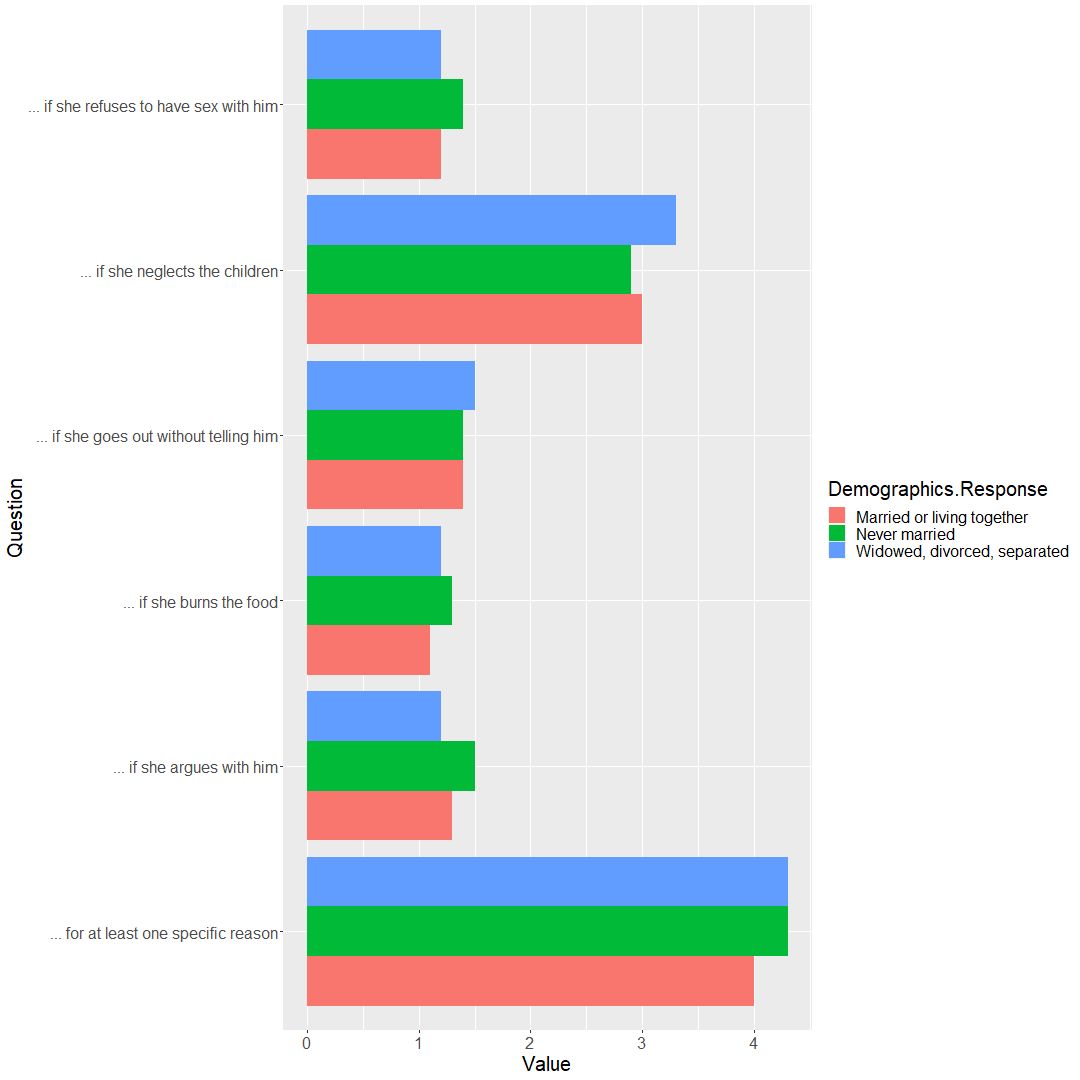 ... if she refuses to have sex with him
... if she neglects the children
... if she goes out without telling him
... if she burns the food
... if she argues with him
... for at least one specific reason
Question
0 1 2 3 4
Value
Demographics.Response
Married or living together
Never married
Widowed, divorced, separated